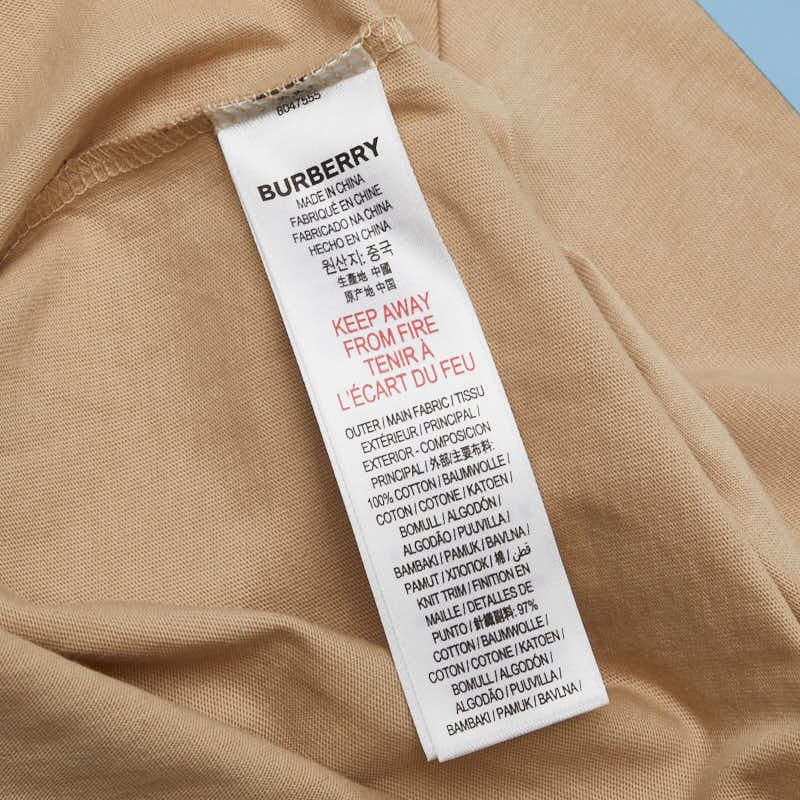 6047555
BURBERRY
MADE IN CHINA
FABRIQUÉ EN CHINE
FABRICADO NA CHINA
HECHO EN CHINA
원산지: 중국
生產地 中國
原产地 中国
KEEP AWAY
FROM FIRE
TENIR À
L'ÉCART DU FEU
OUTER / MAIN FABRIC / TISSU
EXTÉRIEUR / PRINCIPAL /
EXTERIOR - COMPOSICION
PRINCIPAL / 外部/主要布料:
100% COTTON / BAUMWOLLE /
COTON / COTONE / KATOEN /
BOMULL / ALGODÓN /
ALGODÃO / PUUVILLA /
BAMBAKI / PAMUK / BAVLNA /
PAMUT / ХЛОПОК / 棉 / قطن /
KNIT TRIM / FINITION EN
MAILLE / DETALLES DE
PUNTO / 針織副料: 97%
COTTON / BAUMWOLLE /
COTON / COTONE / KATOEN /
BOMULL / ALGODÓN /
ALGODÃO / PUUVILLA /
BAMBAKI / PAMUK / BAVLNA /